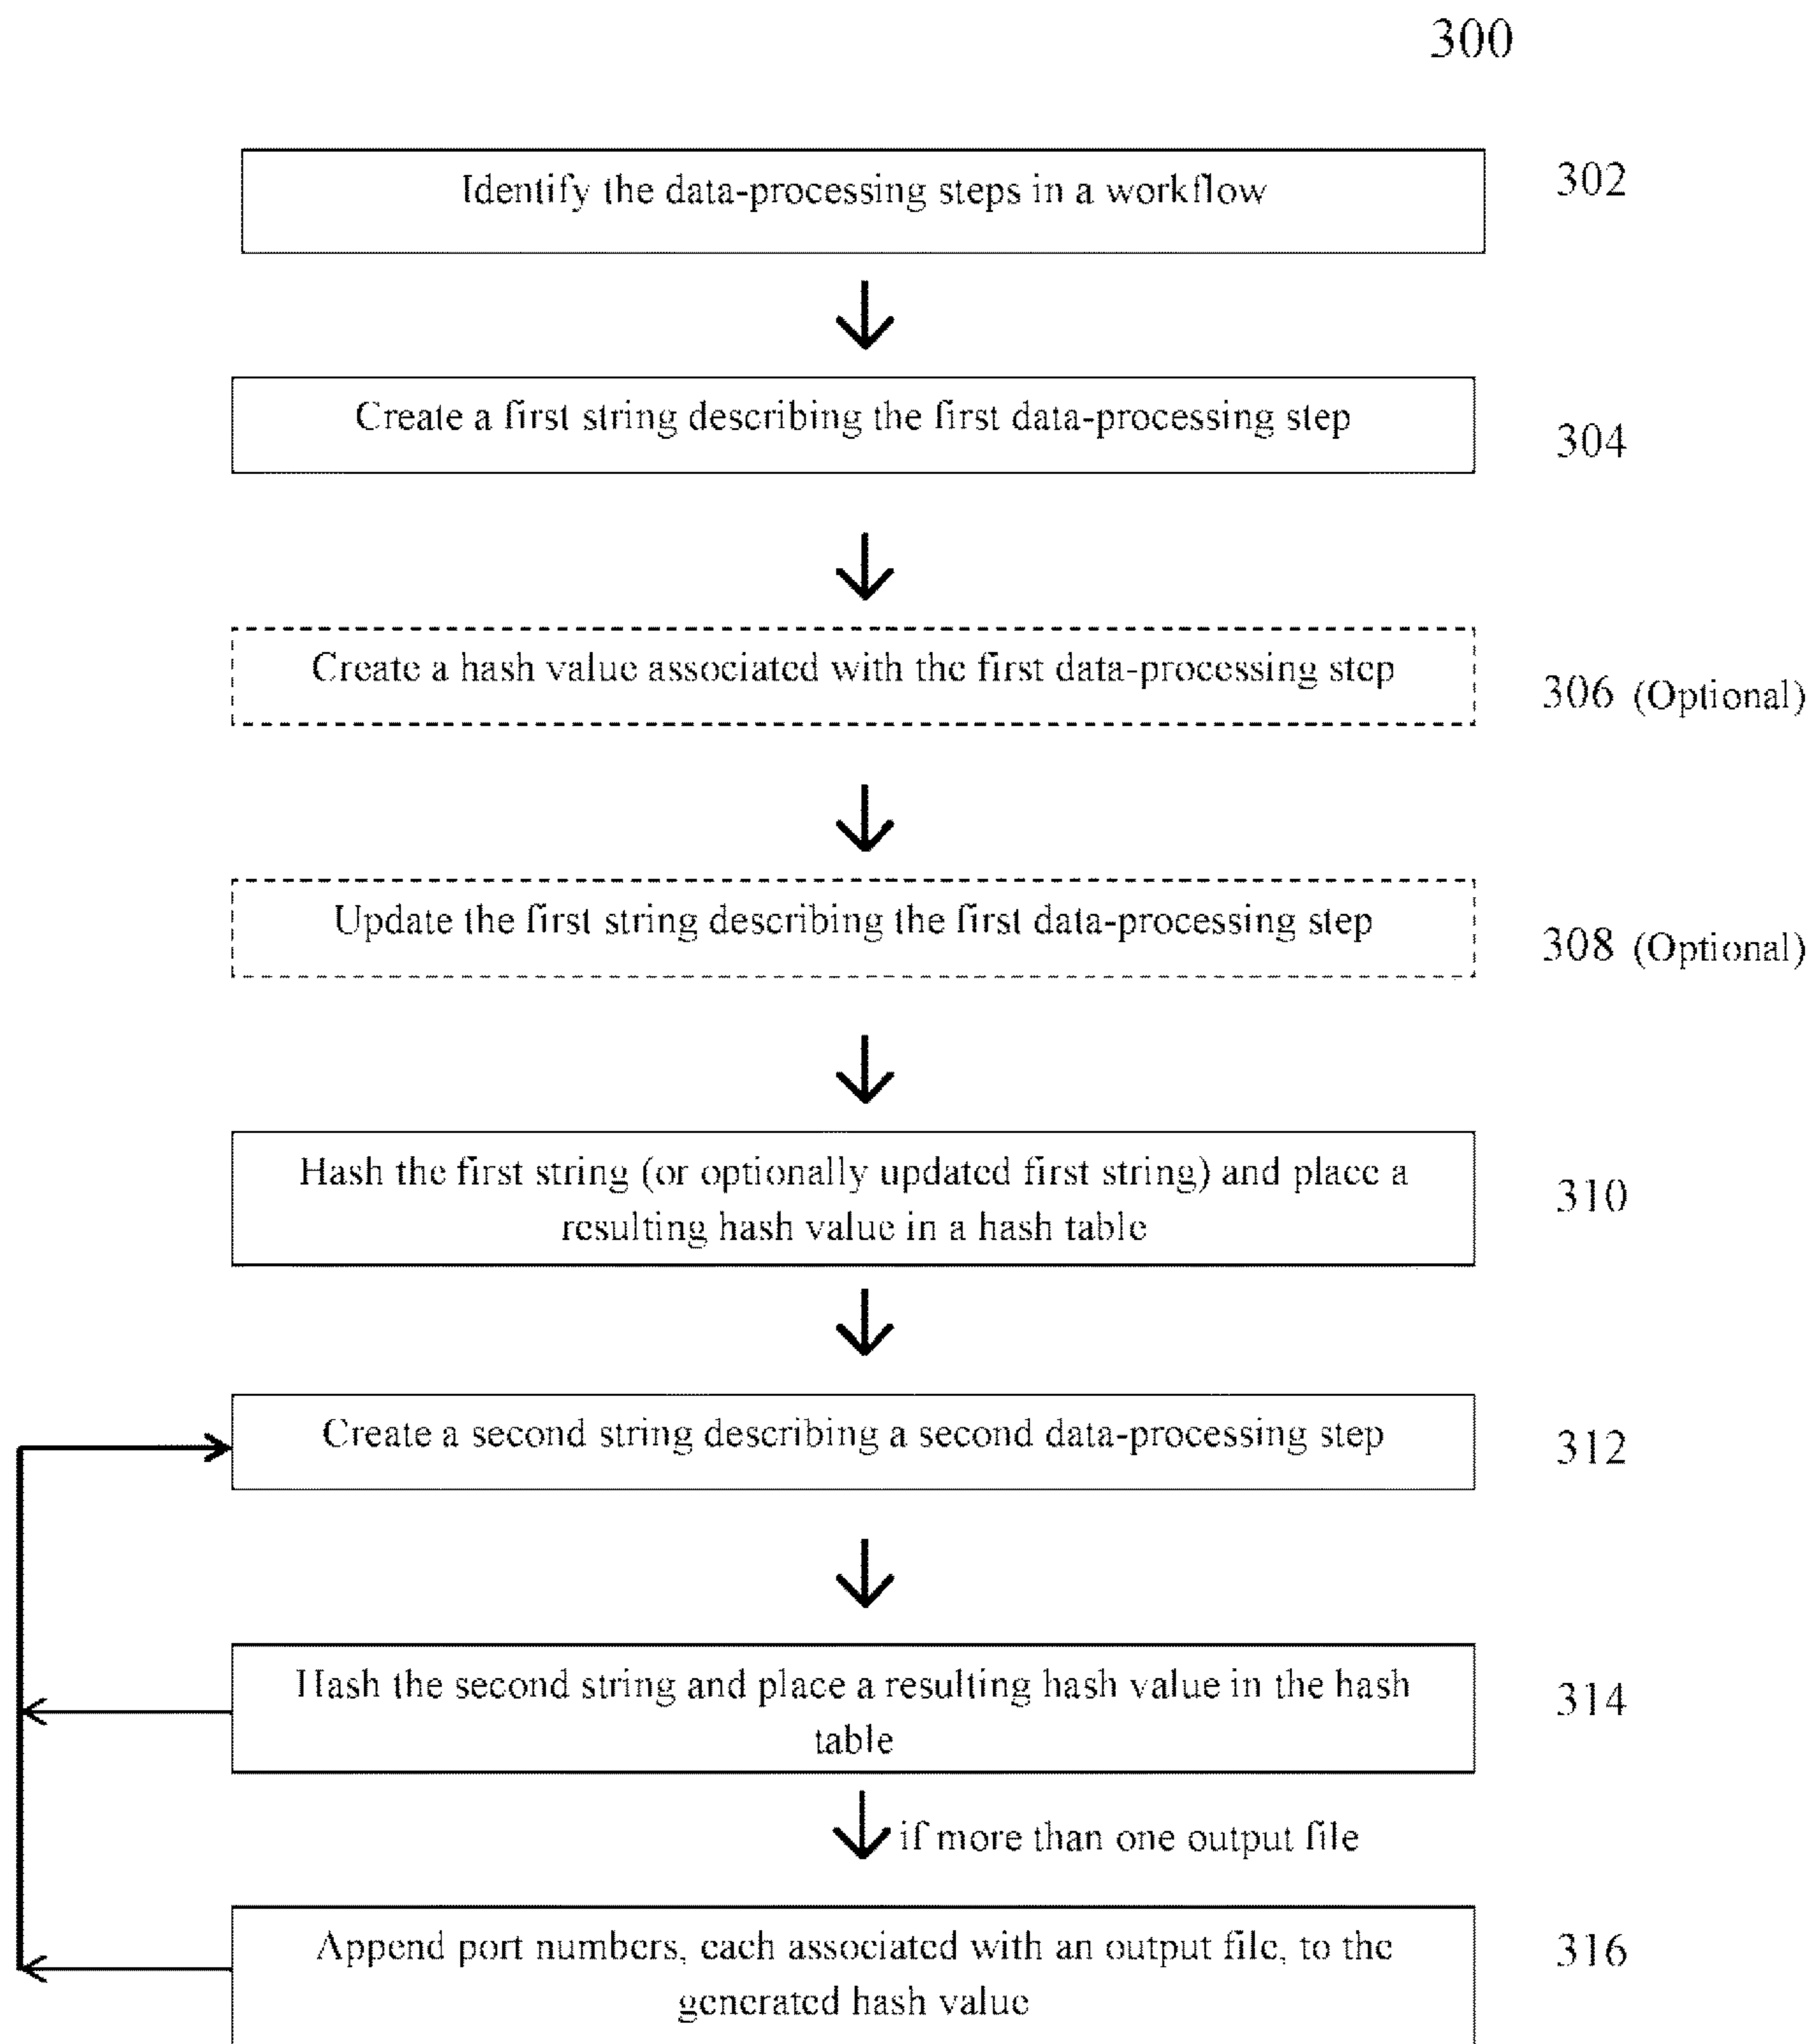 300
Identify the data-processing steps in a workflow
302
Create a first string describing the first data-processing step
304
Create a hash value associated with the first data-processing step
306 (Optional)
Update the first string describing the first data-processing step
308 (Optional)
Hash the first string (or optionally updated first string) and place a
resulting hash value in a hash table
310
Create a second string describing a second data-processing step
312
Hash the second string and place a resulting hash value in the hash
table
314
if more than one output file
Append port numbers, each associated with an output file, to the
generated hash value
316